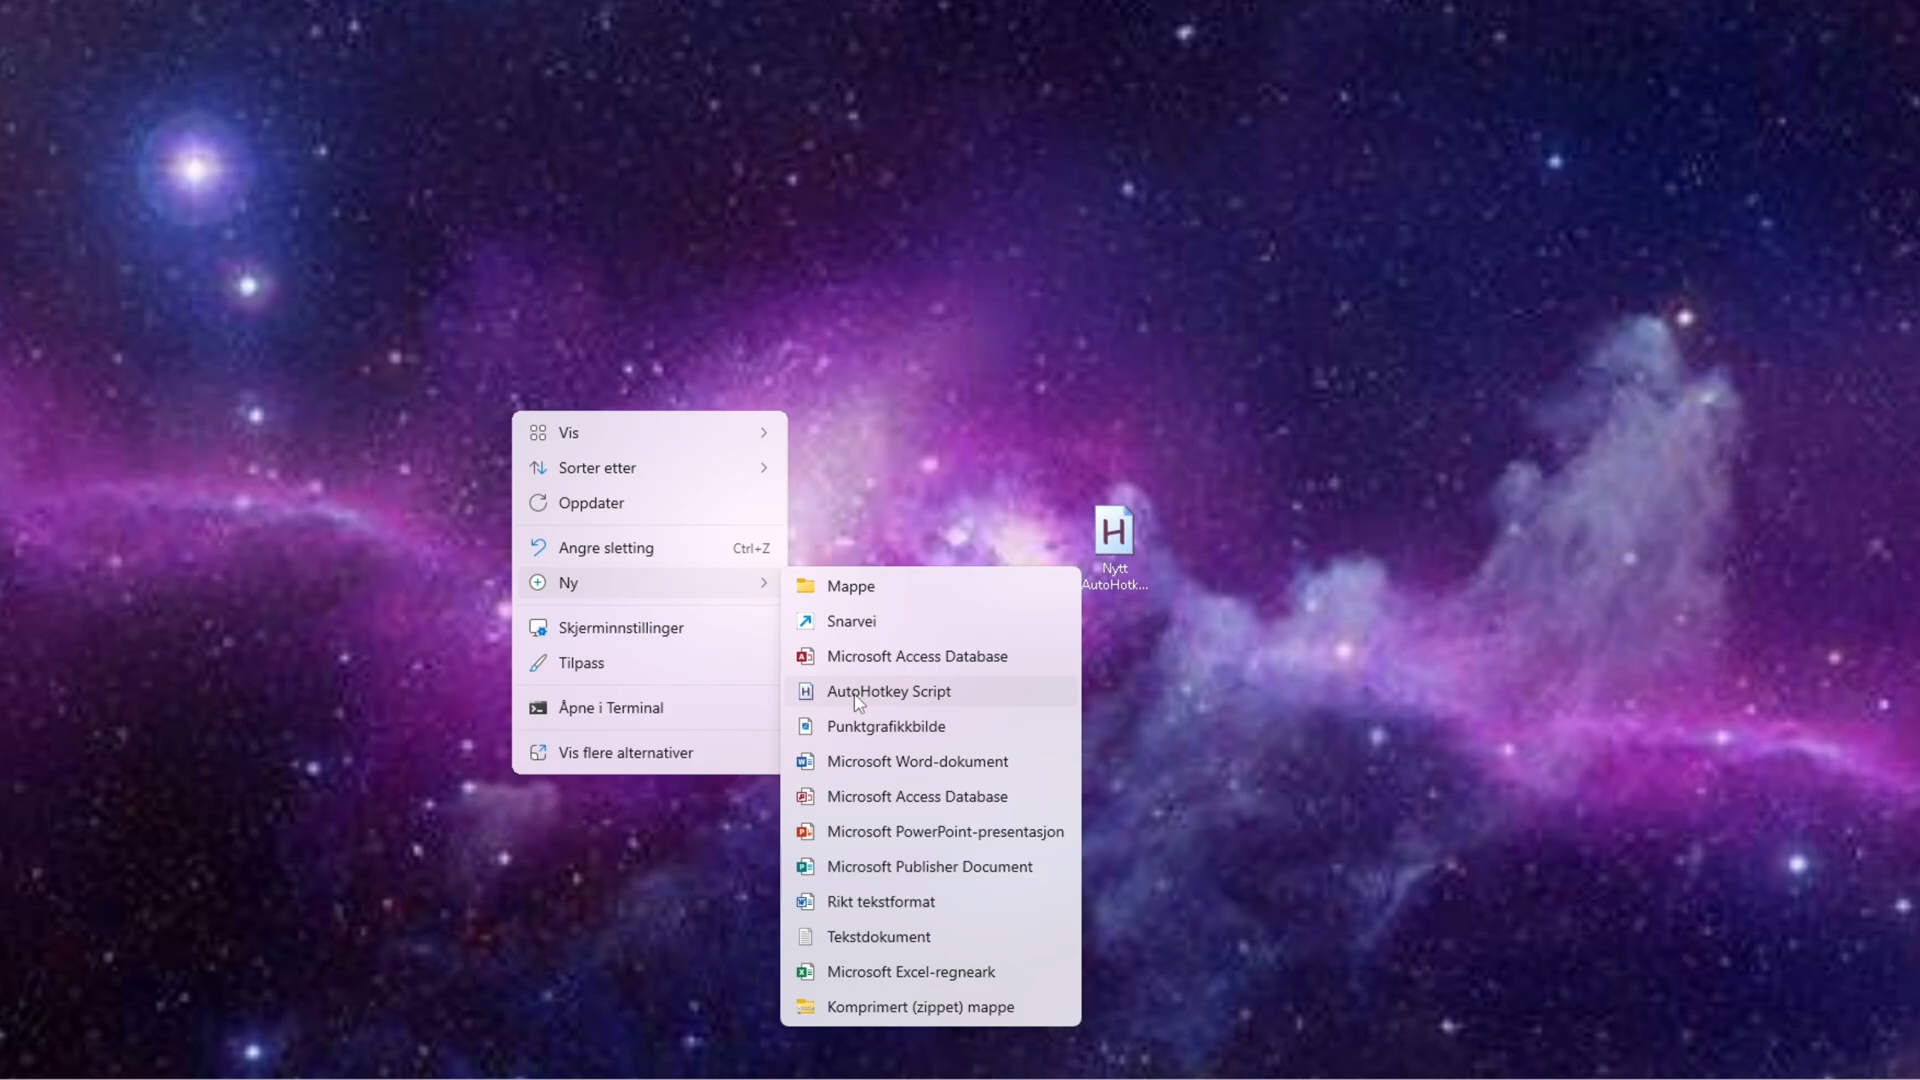 Vis
Sorter etter
Oppdater
Angre sletting Ctrl+Z
Ny
Skjerminnstillinger
Tilpass
Åpne i Terminal
Vis flere alternativer
Mappe
Snarvei
Microsoft Access Database
AutoHotkey Script
Punktgrafikkbilde
Microsoft Word-dokument
Microsoft Access Database
Microsoft PowerPoint-presentasjon
Microsoft Publisher Document
Rikt tekstformat
Tekstdokument
Microsoft Excel-regneark
Komprimert (zippet) mappe
H
Nytt
AutoHotk...